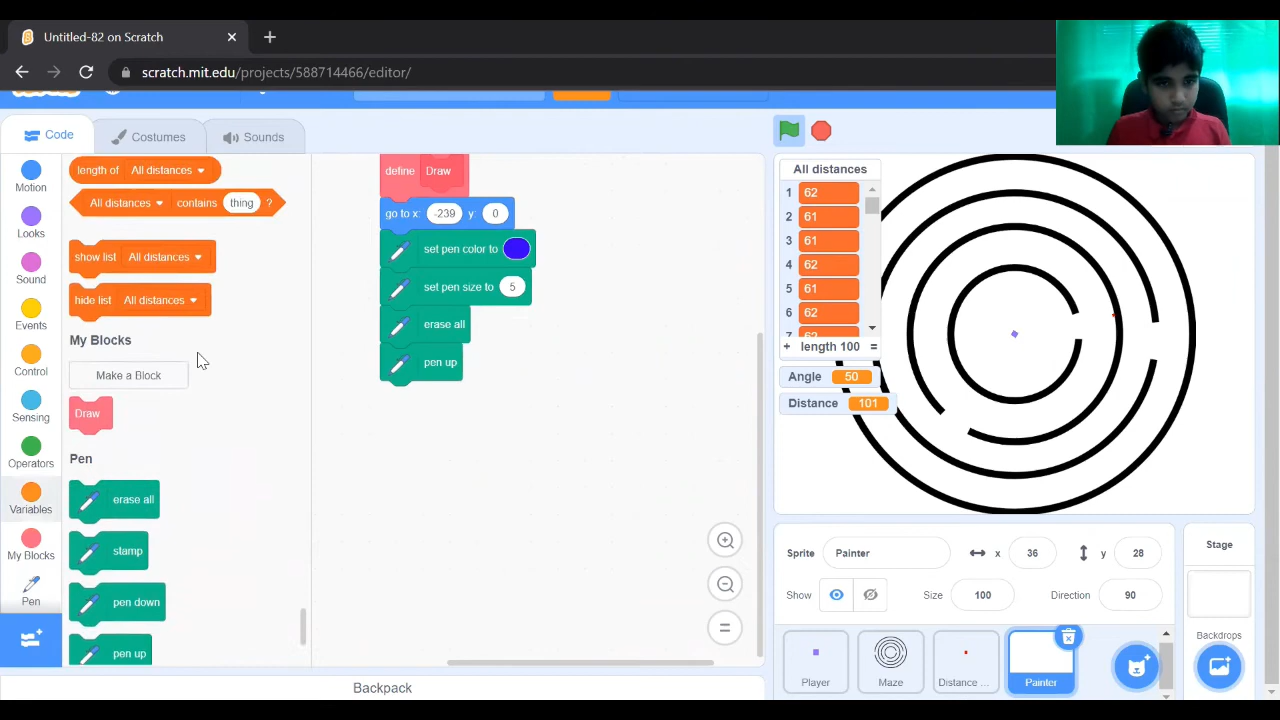 Untitled-82 on Scratch
scratch.mit.edu/projects/588714466/editor/
Code
Costumes
Sounds
Motion
Looks
Sound
Events
Control
Sensing
Operators
Variables
My Blocks
Pen
length of All distances
All distances contains thing ?
show list All distances
hide list All distances
My Blocks
Make a Block
Draw
Pen
erase all
stamp
pen down
pen up
define Draw
go to x: -239 y: 0
set pen color to
set pen size to 5
erase all
pen up
All distances
1 62
2 61
3 61
4 62
5 61
6 62
+ length 100 =
Angle 50
Distance 101
Sprite Painter x 36 y 28
Show Size 100 Direction 90
Player
Maze
Distance ...
Painter
Stage
Backdrops
Backpack